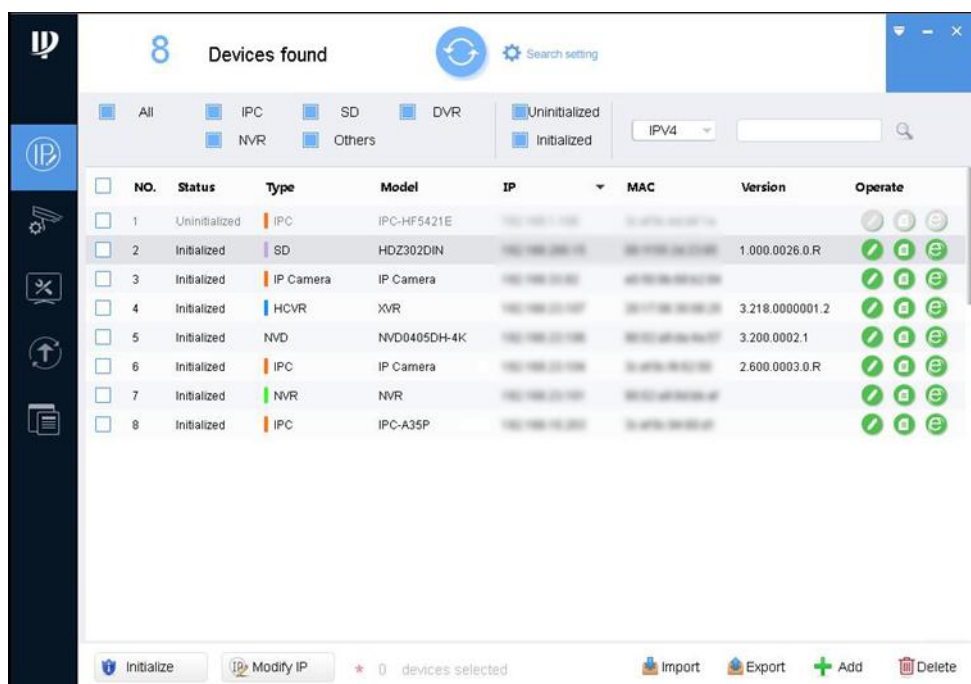 8 Devices found Search setting
All IPC SD DVR Uninitialized
NVR Others Initialized IPV4
NO. Status Type Model IP MAC Version Operate
1 Uninitialized IPC IPC-HF5421E
2 Initialized SD HDZ302DIN 1.000.0026.0.R
3 Initialized IP Camera IP Camera
4 Initialized HCVR XVR 3.218.0000001.2
5 Initialized NVD NVD0405DH-4K 3.200.0002.1
6 Initialized IPC IP Camera 2.600.0003.0.R
7 Initialized NVR NVR
8 Initialized IPC IPC-A35P
Initialize Modify IP * 0 devices selected Import Export Add Delete